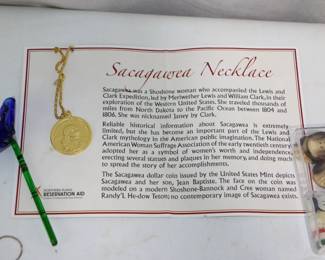 Sacagawea Necklace
Sacagawea was a Shoshone woman who accompanied the Lewis and
Clark Expedition, led by Meriwether Lewis and William Clark, in their
exploration of the Western United States. She traveled thousands of
miles from North Dakota to the Pacific Ocean between 1804 and
1806. She was nicknamed Janey by Clark.
Reliable historical information about Sacagawea is extremely
limited, but she has become an important part of the Lewis and
Clark mythology in the American public imagination. The National
American Woman Suffrage Association of the early twentieth century
adopted her as a symbol of women's worth and independence,
erecting several statues and plaques in her memory, and doing much
to spread the story of her accomplishments.
The Sacagawea dollar coin issued by the United States Mint depicts
Sacagawea and her son, Jean Baptiste. The face on the coin was
modeled on a modern Shoshone-Bannock and Cree woman named
Randy'L He-dow Teton; no contemporary image of Sacagawea exists.
NORTHERN PLAINS
RESERVATION AID